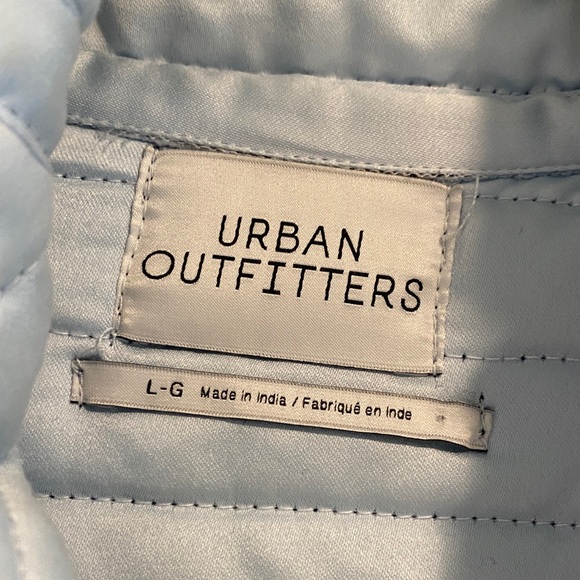 URBAN
OUTFITTERS
L-G Made in India / Fabriqué en Inde